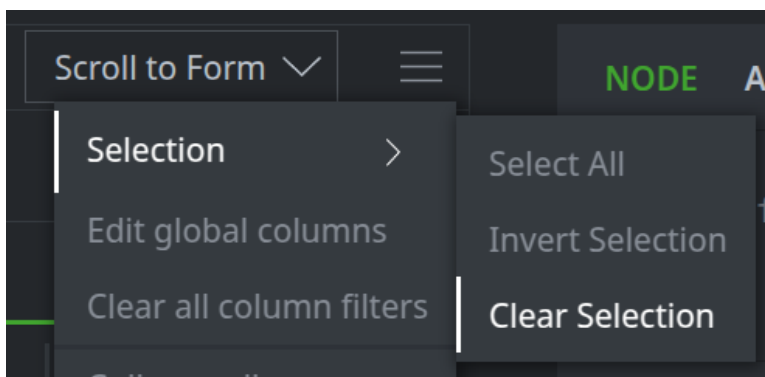 Scroll to Form
NODE
Selection
Select All
Edit global columns
Invert Selection
Clear all column filters
Clear Selection